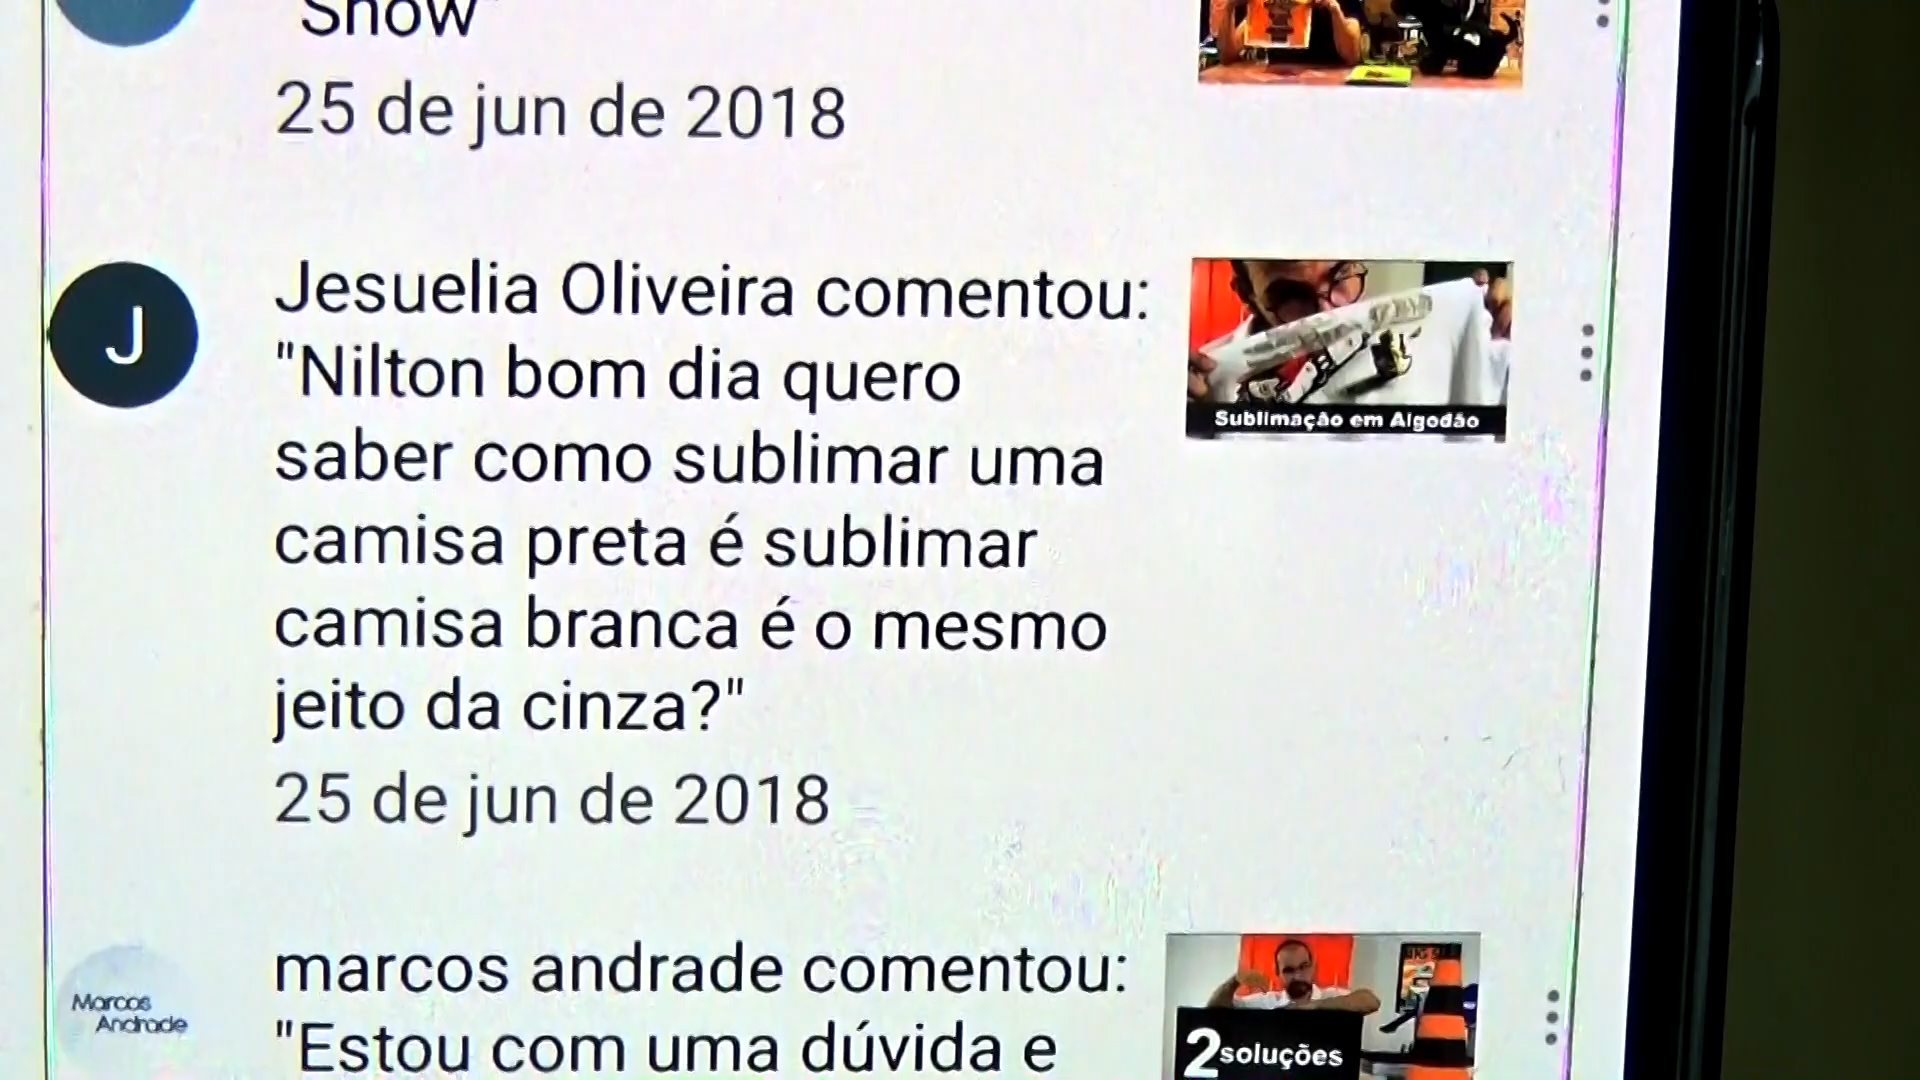 Show"
25 de jun de 2018
J
Jesuelia Oliveira comentou:
"Nilton bom dia quero
saber como sublimar uma
camisa preta é sublimar
camisa branca é o mesmo
jeito da cinza?"
25 de jun de 2018
Sublimação em Algodão
Marcos
Andrade
marcos andrade comentou:
"Estou com uma dúvida e
2 soluções